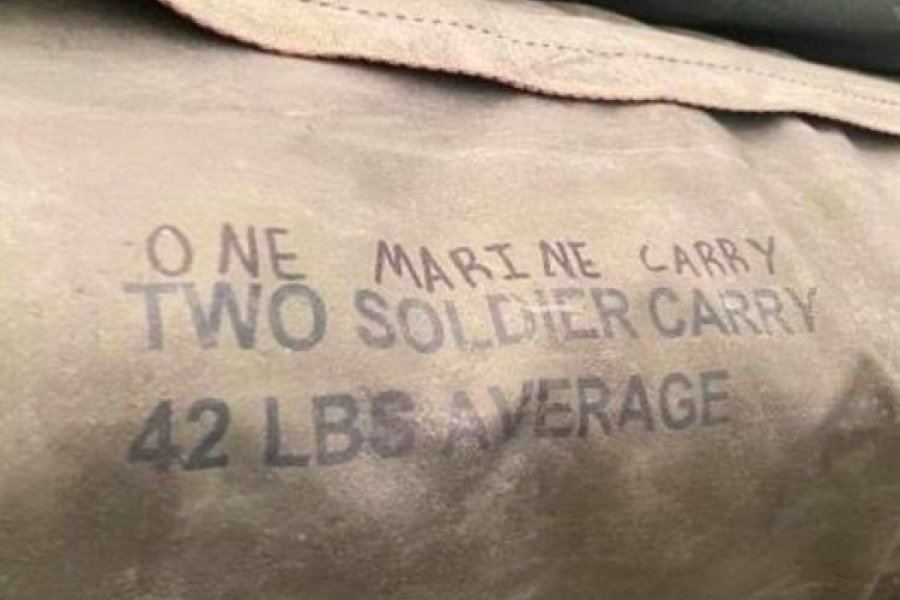 ONE MARINE CARRY
TWO SOLDIER CARRY
42 LBS AVERAGE